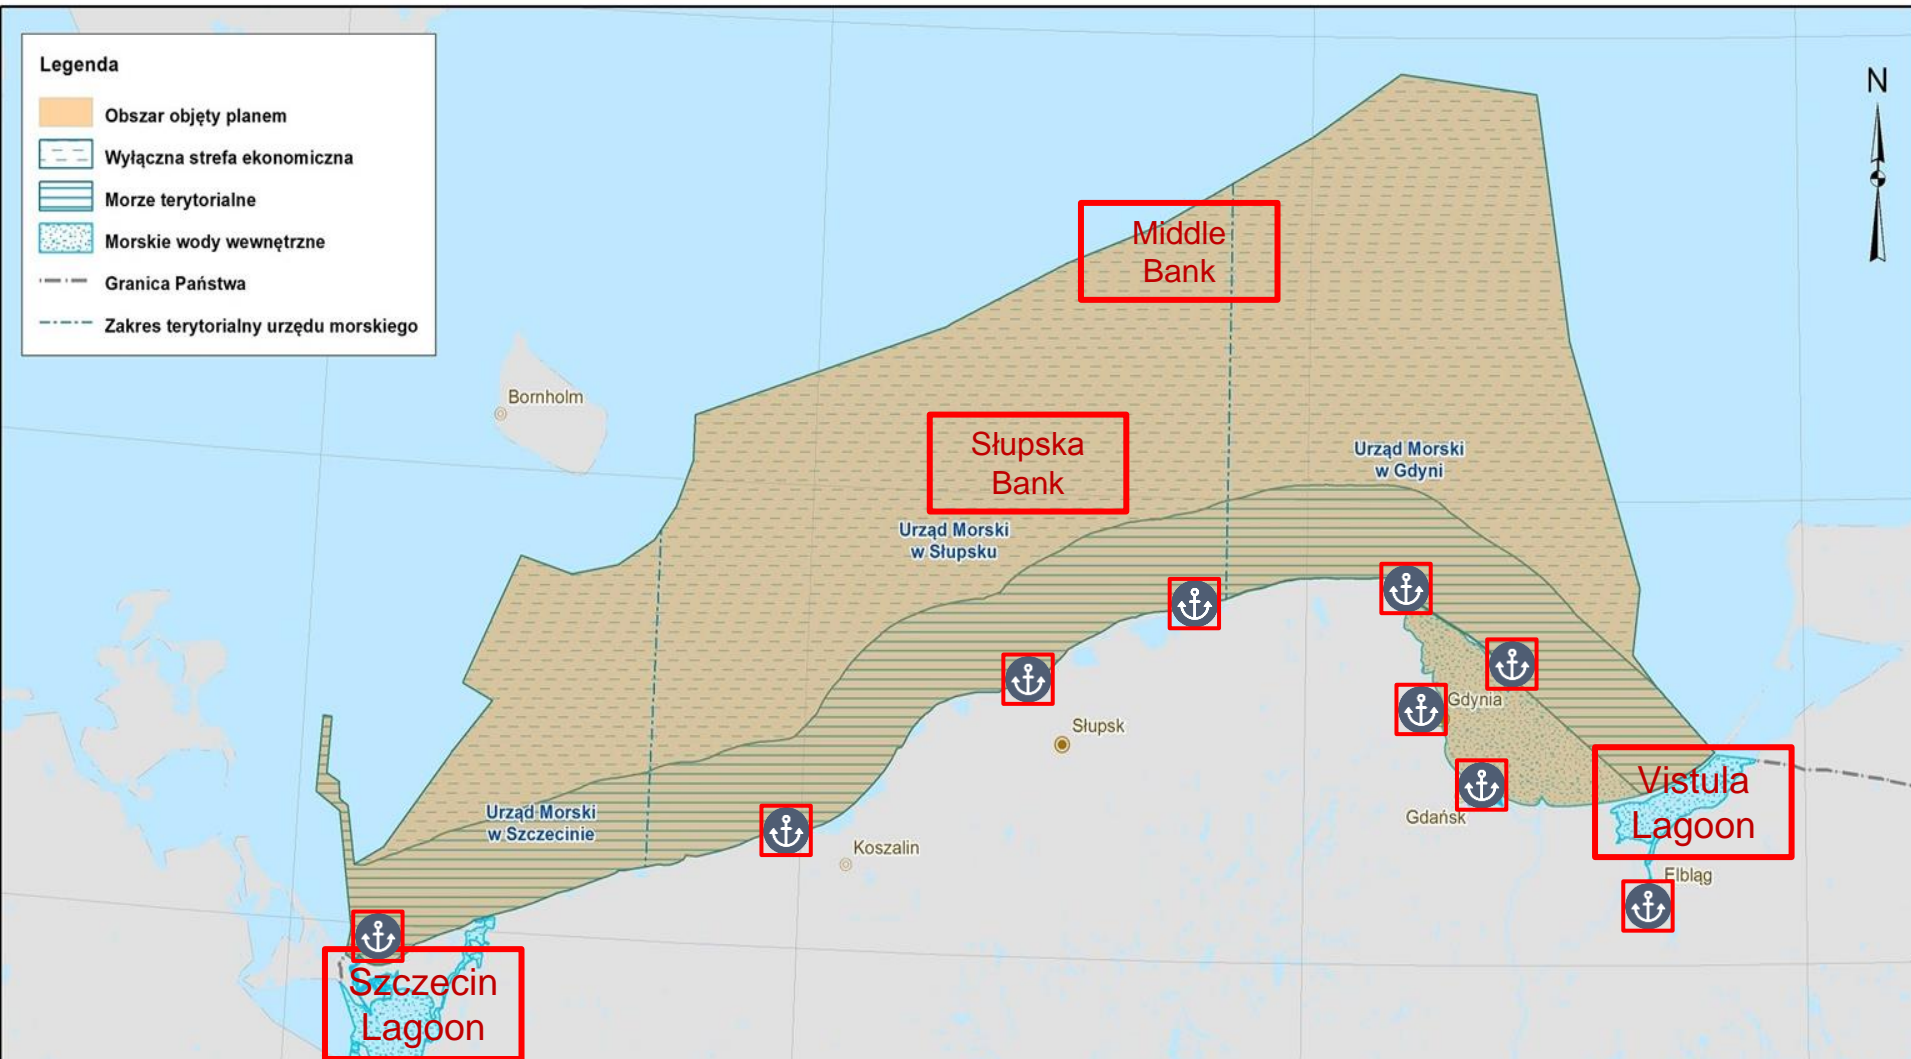 Legenda
Obszar objęty planem
Wyłączna strefa ekonomiczna
Morze terytorialne
Morskie wody wewnętrzne
Granica Państwa
Zakres terytorialny urzędu morskiego
N
Middle
Bank
Bornholm
Słupska
Bank
Urząd Morski
w Gdyni
Urząd Morski
w Słupsku
Gdynia
Słupsk
Vistula
Lagoon
Urząd Morski
w Szczecinie
Gdańsk
Koszalin
Elbląg
Szczecin
Lagoon